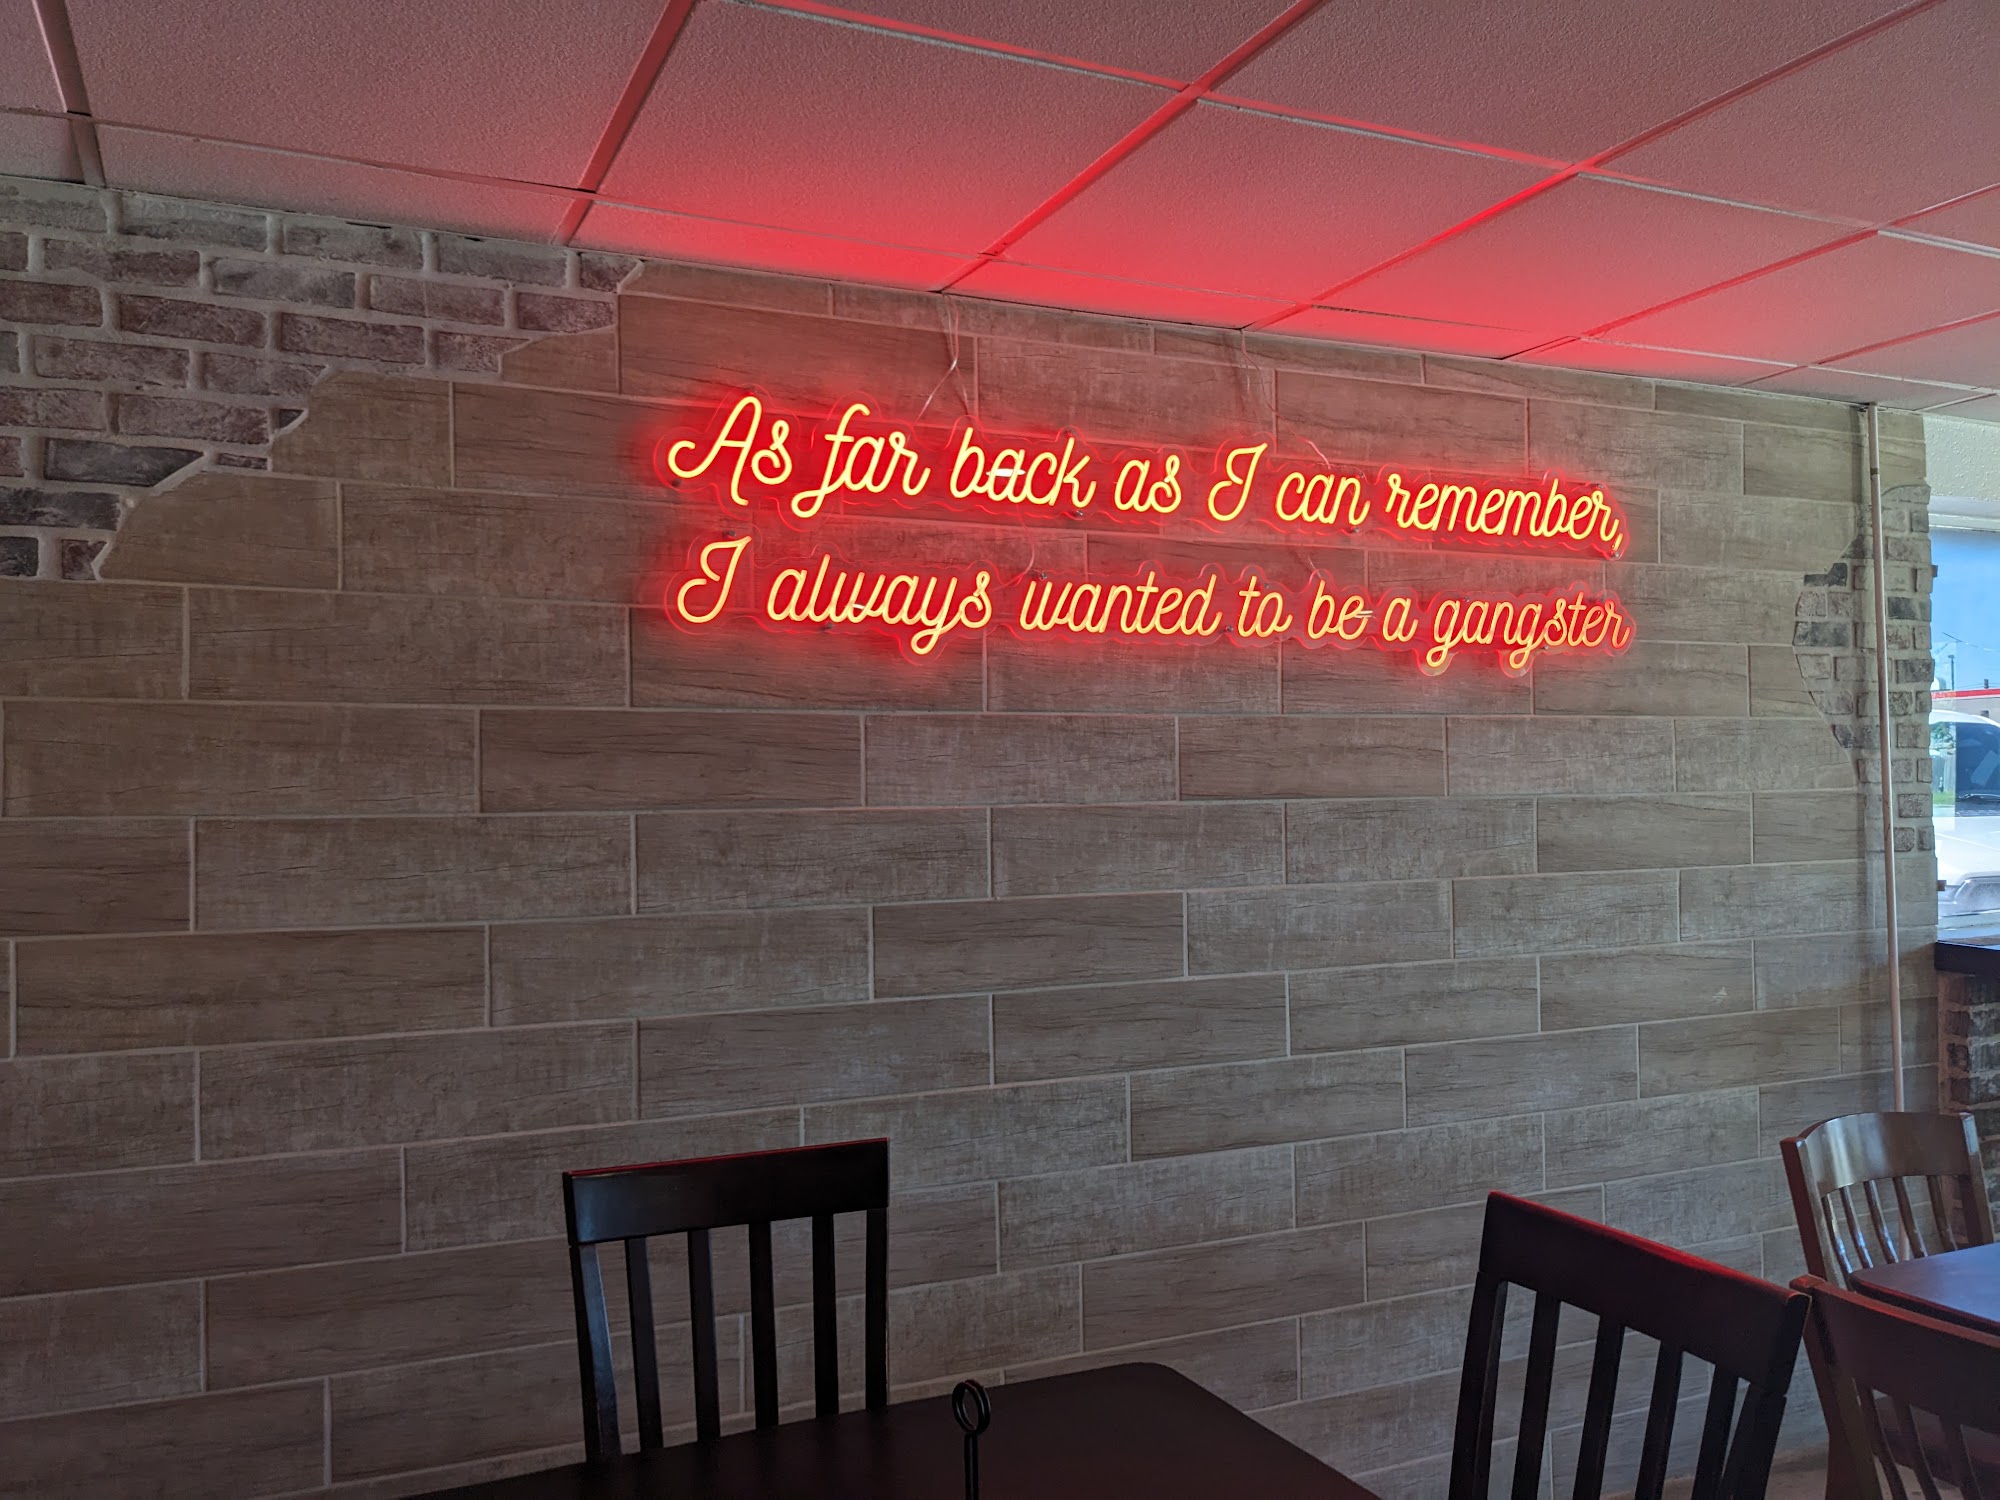 As far back as I can remember,
I always wanted to be a gangster